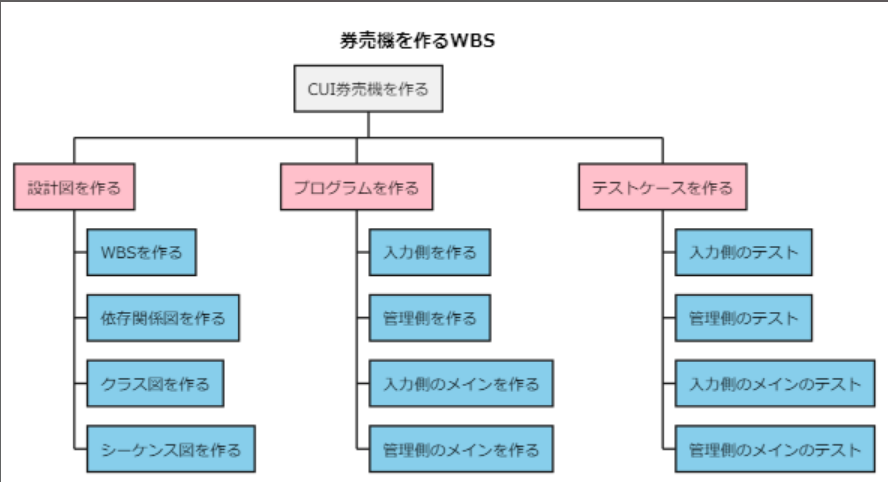 券売機を作るWBS
CUI券売機を作る
設計図を作る
プログラムを作る
テストケースを作る
WBSを作る
入力側を作る
入力側のテスト
依存関係図を作る
管理側を作る
管理側のテスト
クラス図を作る
入力側のメインを作る
入力側のメインのテスト
シーケンス図を作る
管理側のメインを作る
管理側のメインのテスト